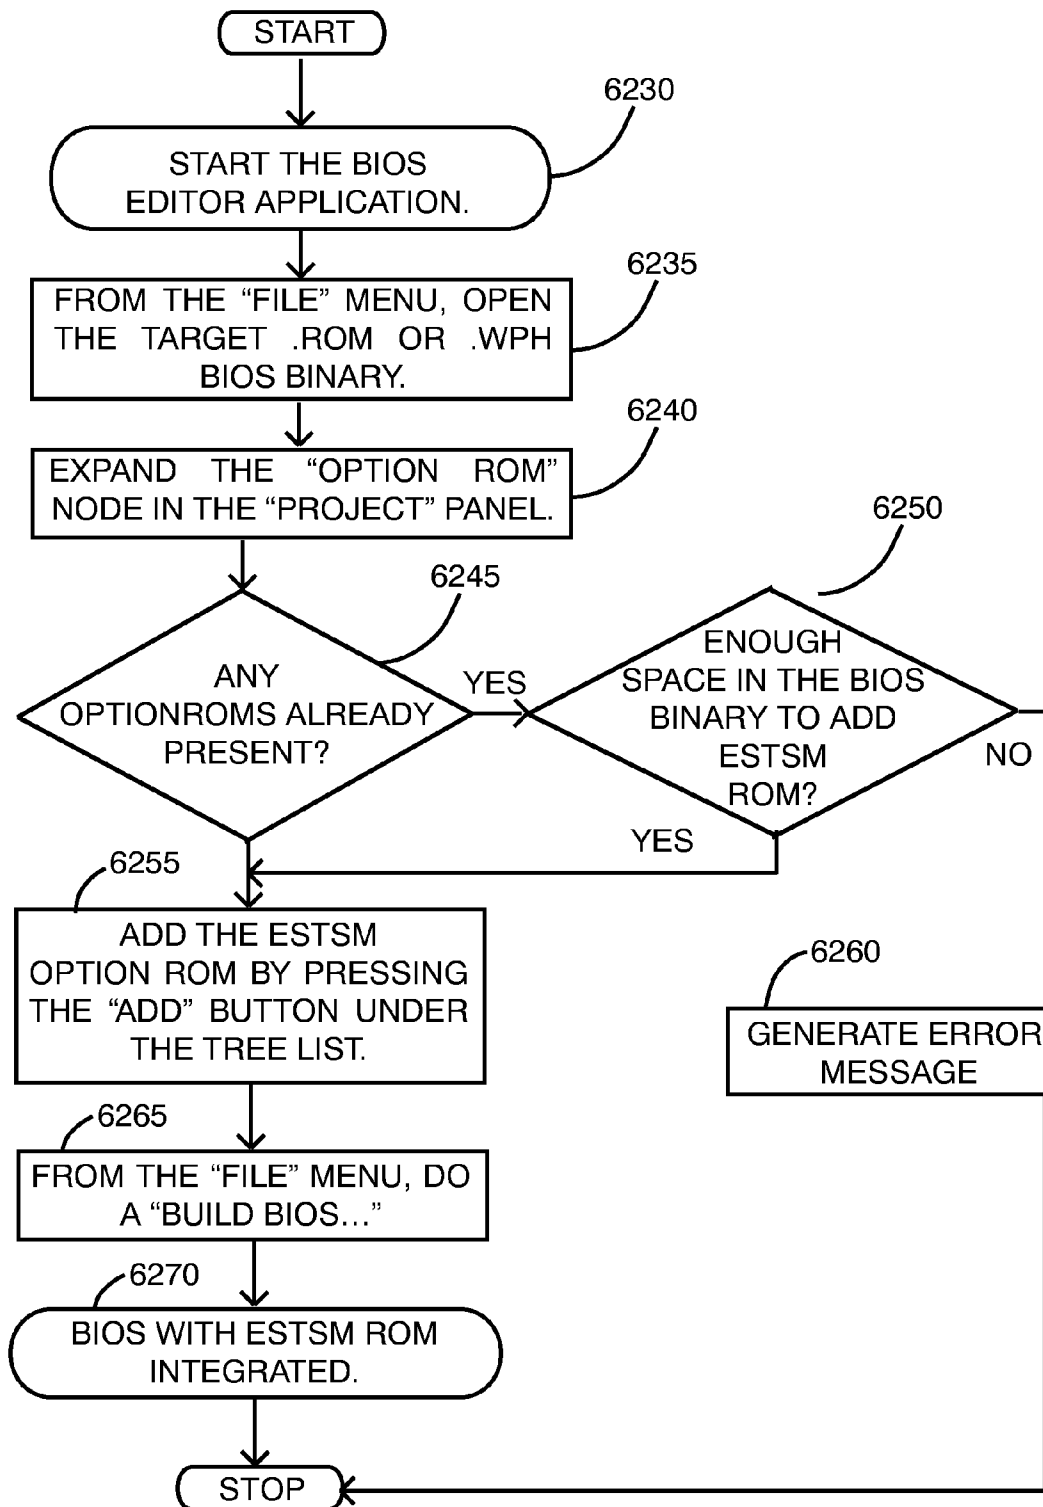 START
6230
START THE BIOS
EDITOR APPLICATION.
6235
FROM THE “FILE” MENU, OPEN
THE TARGET .ROM OR .WPH
BIOS BINARY.
6240
EXPAND THE “OPTION ROM”
NODE IN THE “PROJECT” PANEL.
6245
ANY
OPTIONROMS ALREADY
PRESENT?
YES
6250
ENOUGH
SPACE IN THE BIOS
BINARY TO ADD
ESTSM
ROM?
NO
YES
6255
ADD THE ESTSM
OPTION ROM BY PRESSING
THE “ADD” BUTTON UNDER
THE TREE LIST.
6260
GENERATE ERROR
MESSAGE
6265
FROM THE “FILE” MENU, DO
A “BUILD BIOS...”
6270
BIOS WITH ESTSM ROM
INTEGRATED.
STOP